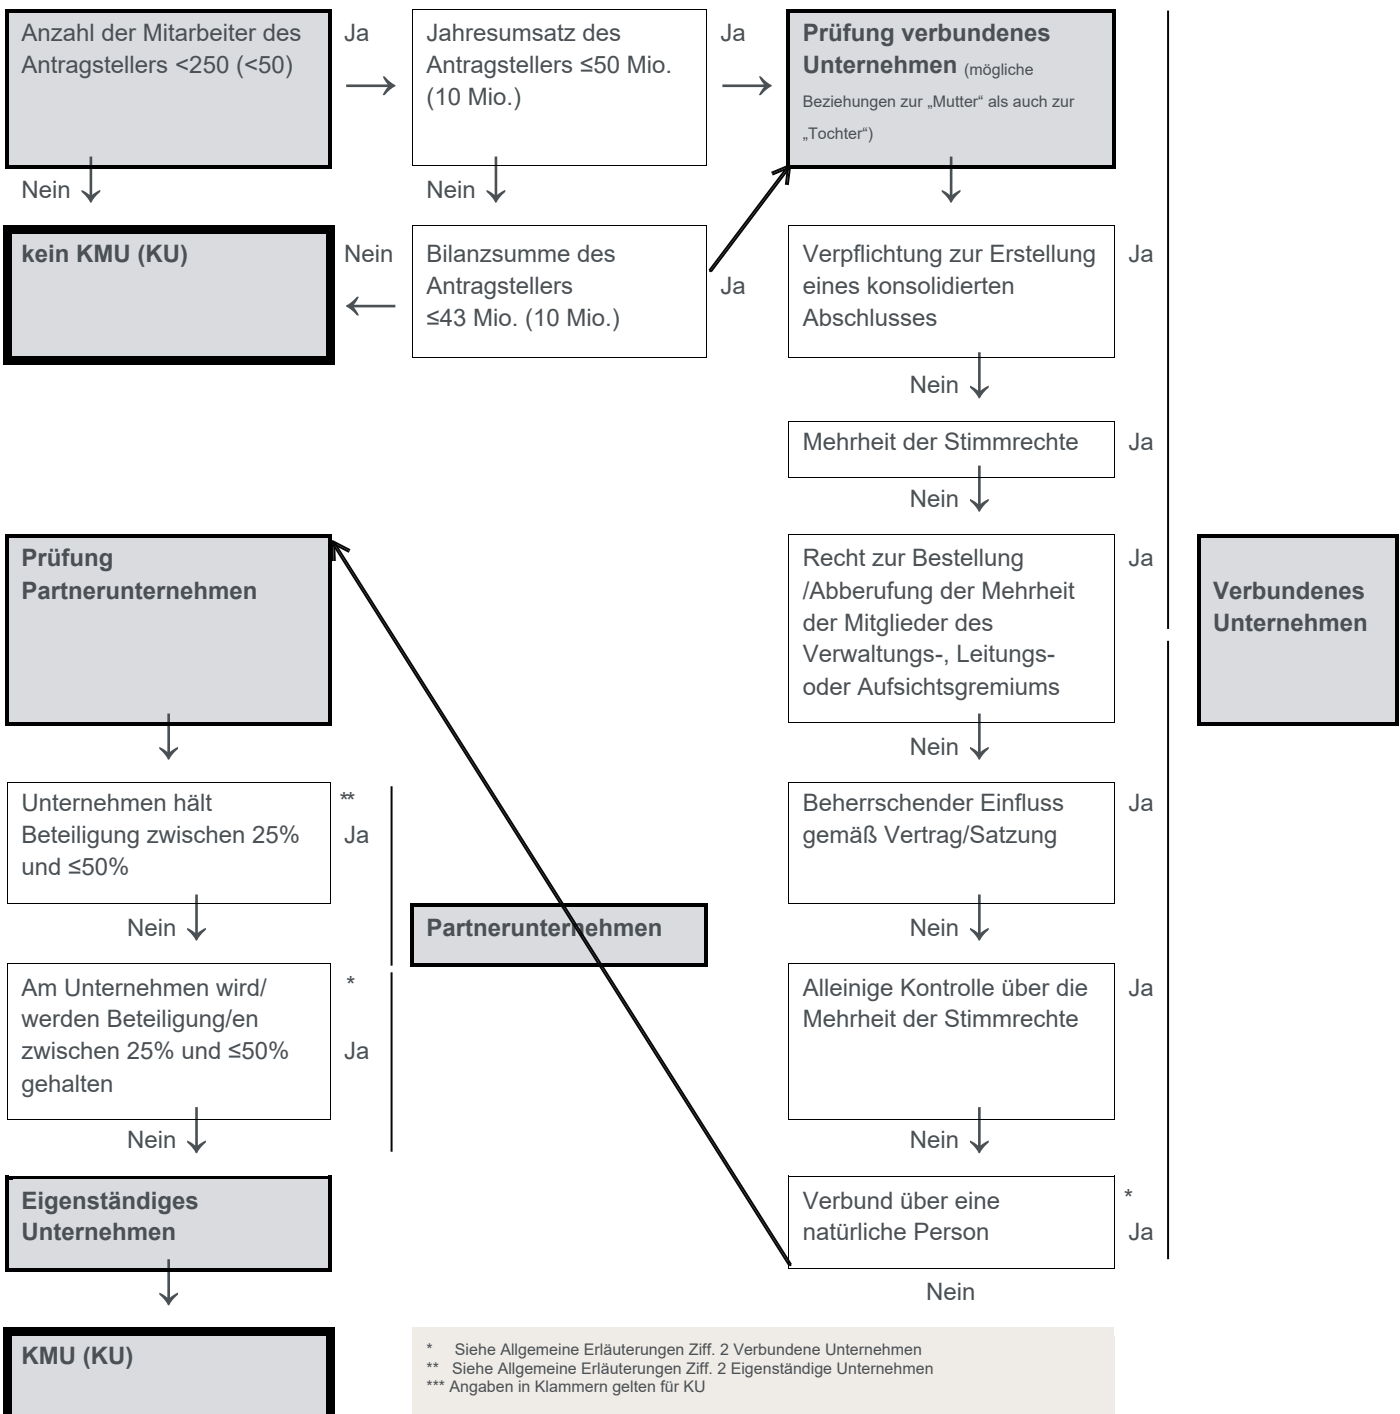 Anzahl der Mitarbeiter des
Antragstellers <250 (<50)
Ja
Jahresumsatz des
Antragstellers ≤50 Mio.
(10 Mio.)
Ja
Prüfung verbundenes
Unternehmen (mögliche
Beziehungen zur „Mutter“ als auch zur
„Tochter“)
Nein
Nein
kein KMU (KU)
Nein
Bilanzsumme des
Antragstellers
≤43 Mio. (10 Mio.)
Ja
Verpflichtung zur Erstellung
eines konsolidierten
Abschlusses
Ja
Nein
Mehrheit der Stimmrechte
Ja
Nein
Recht zur Bestellung
/Abberufung der Mehrheit
der Mitglieder des
Verwaltungs-, Leitungs-
oder Aufsichtsgremiums
Ja
Verbundenes
Unternehmen
Nein
Beherrschender Einfluss
gemäß Vertrag/Satzung
Ja
Nein
Alleinige Kontrolle über die
Mehrheit der Stimmrechte
Ja
Nein
Verbund über eine
natürliche Person
*
Ja
Nein
Prüfung
Partnerunternehmen
Unternehmen hält
Beteiligung zwischen 25%
und ≤50%
**
Ja
Nein
Partnerunternehmen
Am Unternehmen wird/
werden Beteiligung/en
zwischen 25% und ≤50%
gehalten
*
Ja
Nein
Eigenständiges
Unternehmen
KMU (KU)
* Siehe Allgemeine Erläuterungen Ziff. 2 Verbundene Unternehmen
** Siehe Allgemeine Erläuterungen Ziff. 2 Eigenständige Unternehmen
*** Angaben in Klammern gelten für KU